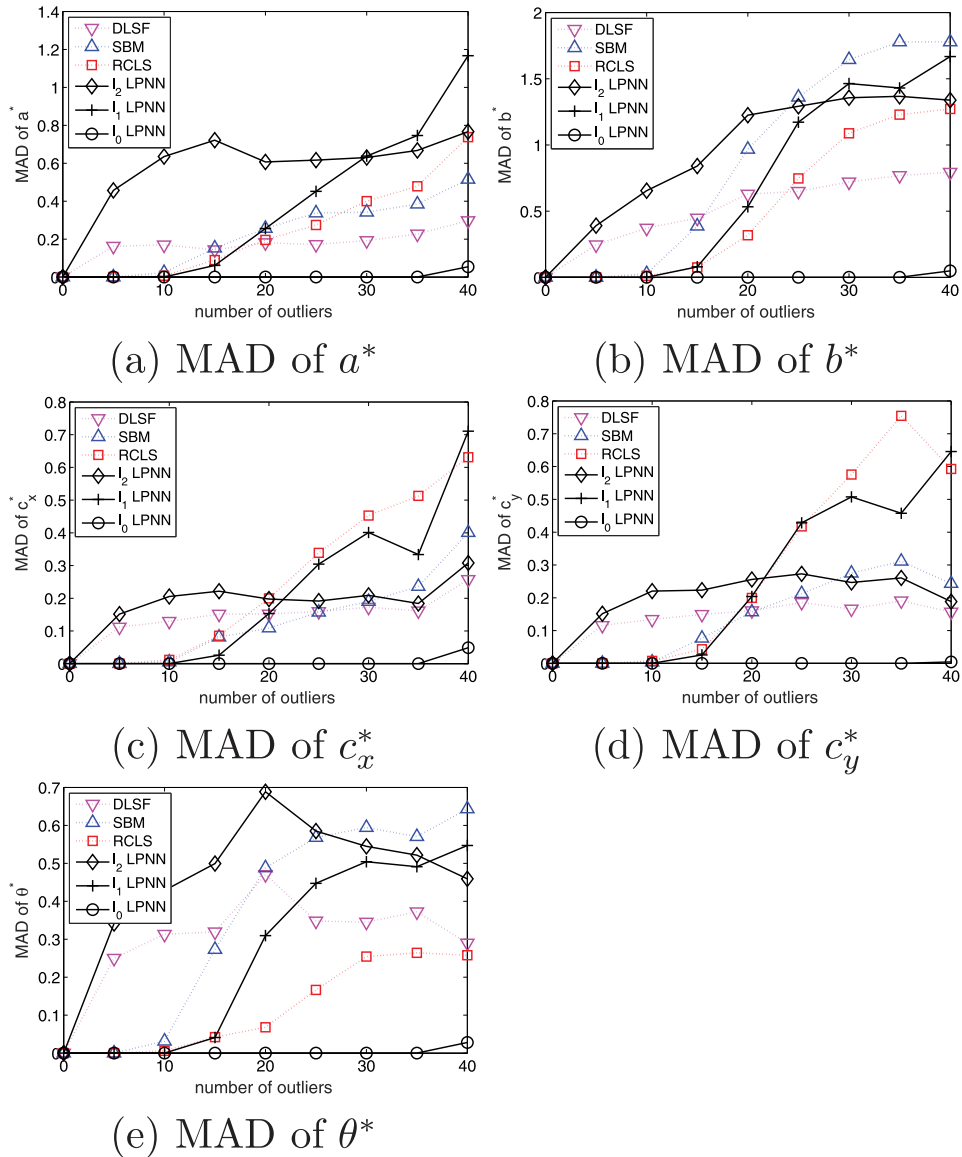 1.4
1.2
1
0.8
0.6
0.4
0.2
0
MAD of a*
DLSF
SBM
RCLS
l₂ LPNN
l₁ LPNN
l₀ LPNN
0 10 20 30 40
number of outliers
(a) MAD of a*
2
1.5
1
0.5
0
MAD of b*
DLSF
SBM
RCLS
l₂ LPNN
l₁ LPNN
l₀ LPNN
0 10 20 30 40
number of outliers
(b) MAD of b*
0.8
0.7
0.6
0.5
0.4
0.3
0.2
0.1
0
MAD of c*ₓ
DLSF
SBM
RCLS
l₂ LPNN
l₁ LPNN
l₀ LPNN
0 10 20 30 40
number of outliers
(c) MAD of c*ₓ
0.8
0.7
0.6
0.5
0.4
0.3
0.2
0.1
0
MAD of c*_y
DLSF
SBM
RCLS
l₂ LPNN
l₁ LPNN
l₀ LPNN
0 10 20 30 40
number of outliers
(d) MAD of c*_y
0.7
0.6
0.5
0.4
0.3
0.2
0.1
0
MAD of θ*
DLSF
SBM
RCLS
l₂ LPNN
l₁ LPNN
l₀ LPNN
0 10 20 30 40
number of outliers
(e) MAD of θ*